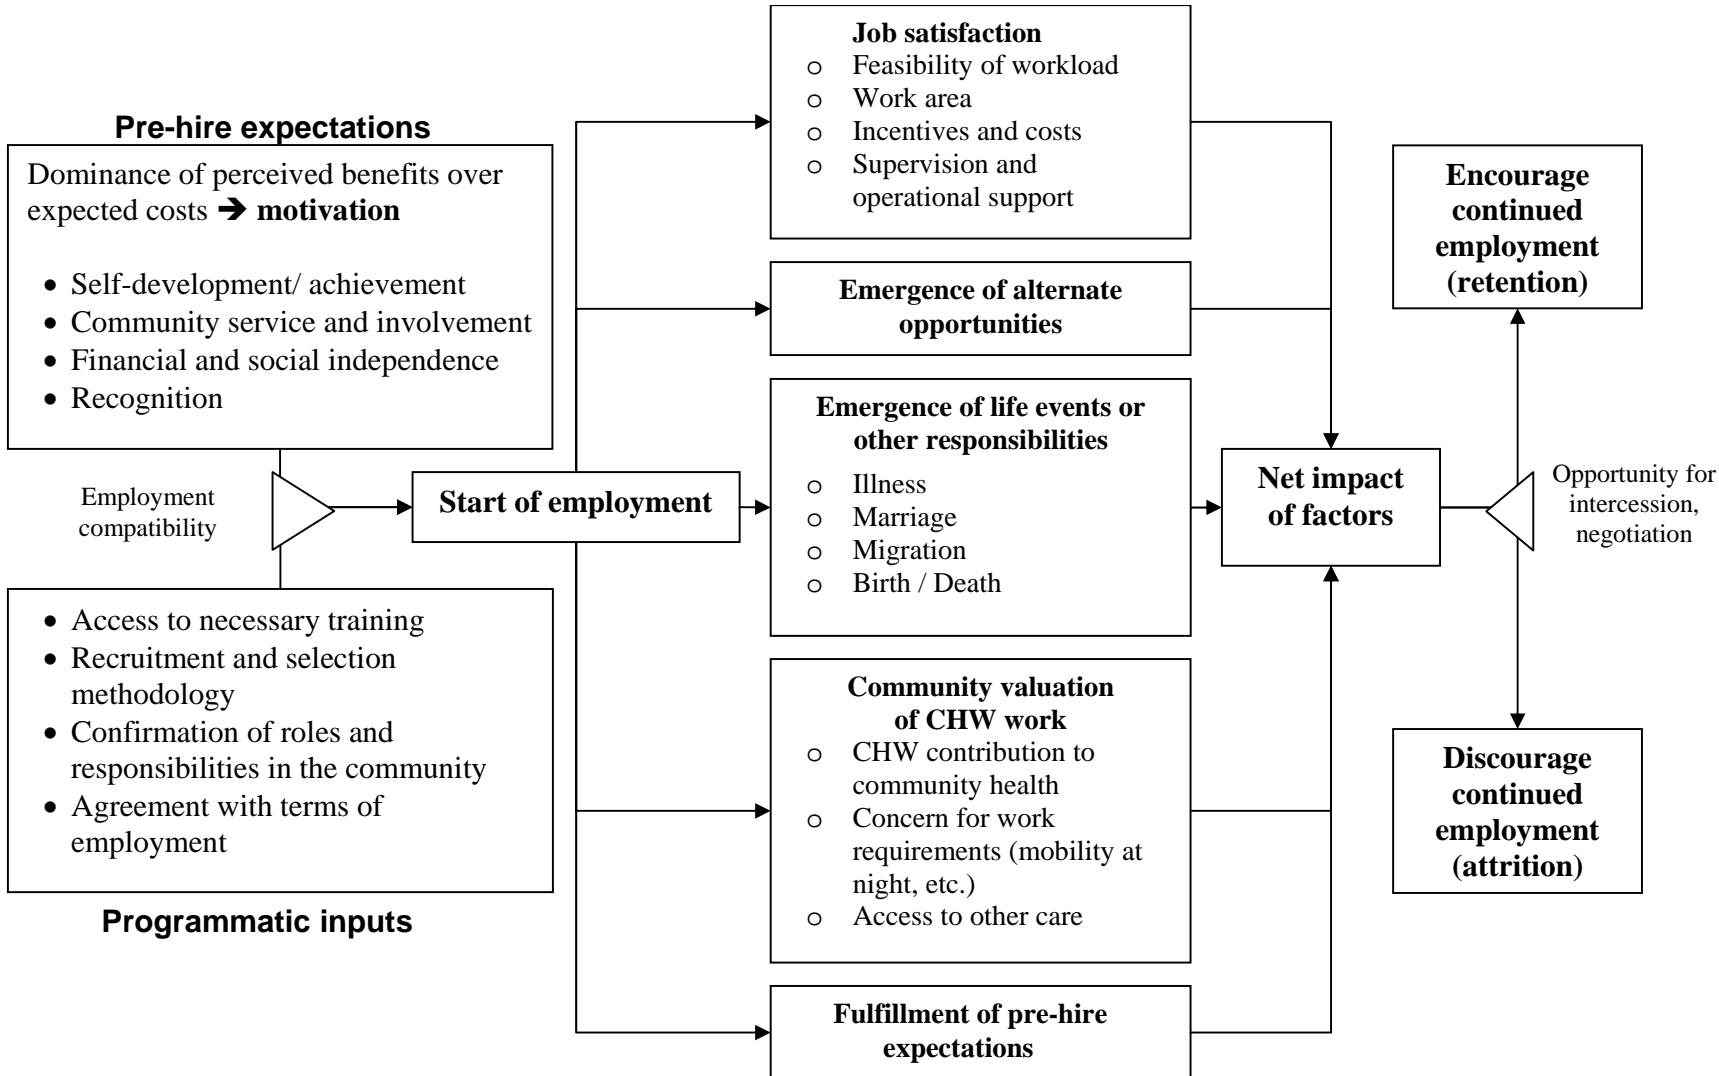 Pre-hire expectations
Dominance of perceived benefits over
expected costs ➔ motivation
• Self-development/ achievement
• Community service and involvement
• Financial and social independence
• Recognition
Employment
compatibility
• Access to necessary training
• Recruitment and selection
methodology
• Confirmation of roles and
responsibilities in the community
• Agreement with terms of
employment
Programmatic inputs
Start of employment
Job satisfaction
o Feasibility of workload
o Work area
o Incentives and costs
o Supervision and
operational support
Emergence of alternate
opportunities
Emergence of life events or
other responsibilities
o Illness
o Marriage
o Migration
o Birth / Death
Community valuation
of CHW work
o CHW contribution to
community health
o Concern for work
requirements (mobility at
night, etc.)
o Access to other care
Fulfillment of pre-hire
expectations
Net impact
of factors
Encourage
continued
employment
(retention)
Opportunity for
intercession,
negotiation
Discourage
continued
employment
(attrition)